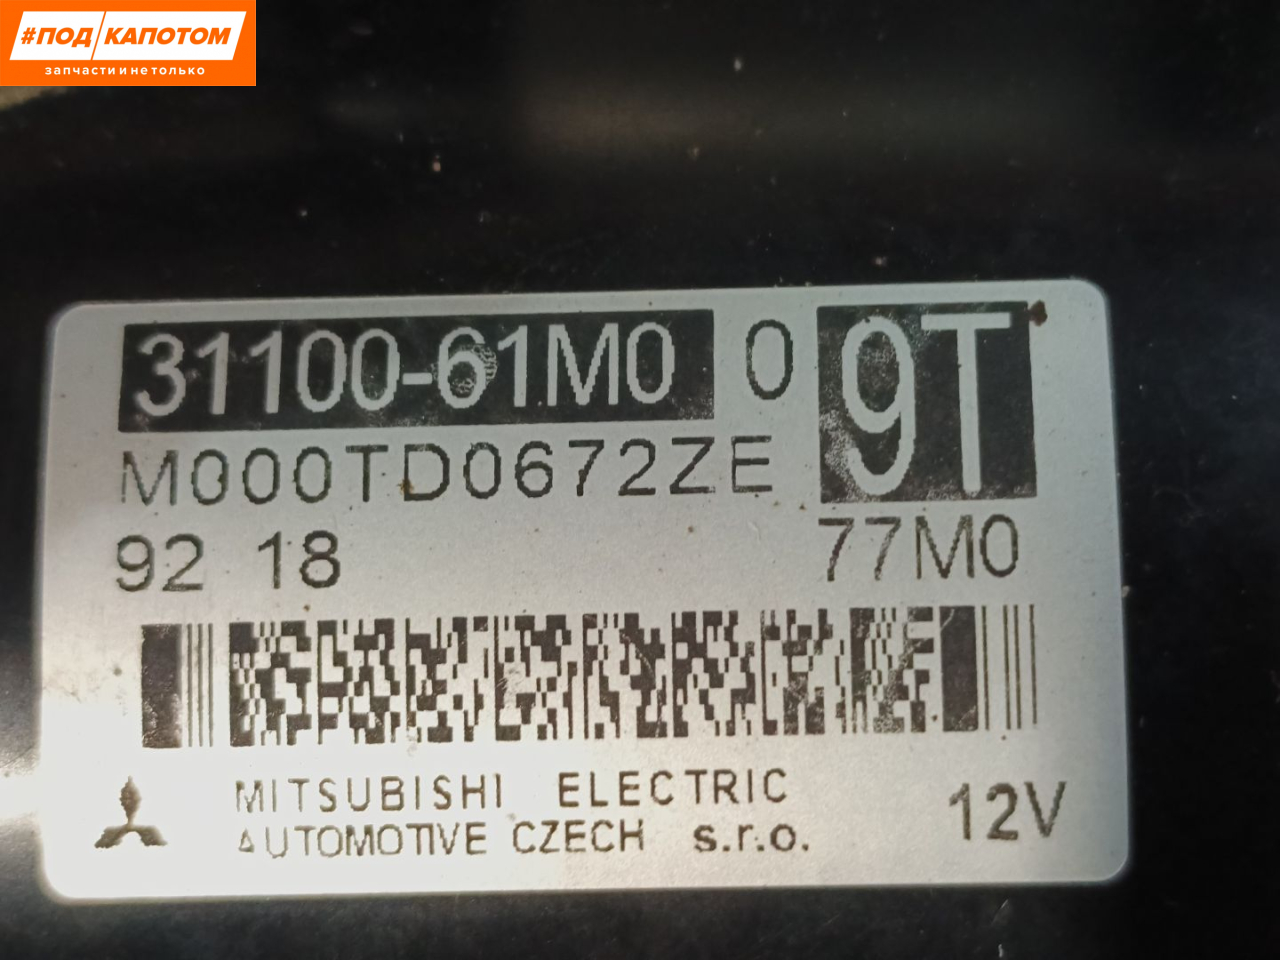 #ПОД КАПОТОМ
запчасти и не только
31100-61M0 0 9T
M000TD0672ZE
92 18 77M0
MITSUBISHI ELECTRIC
AUTOMOTIVE CZECH s.r.o. 12V